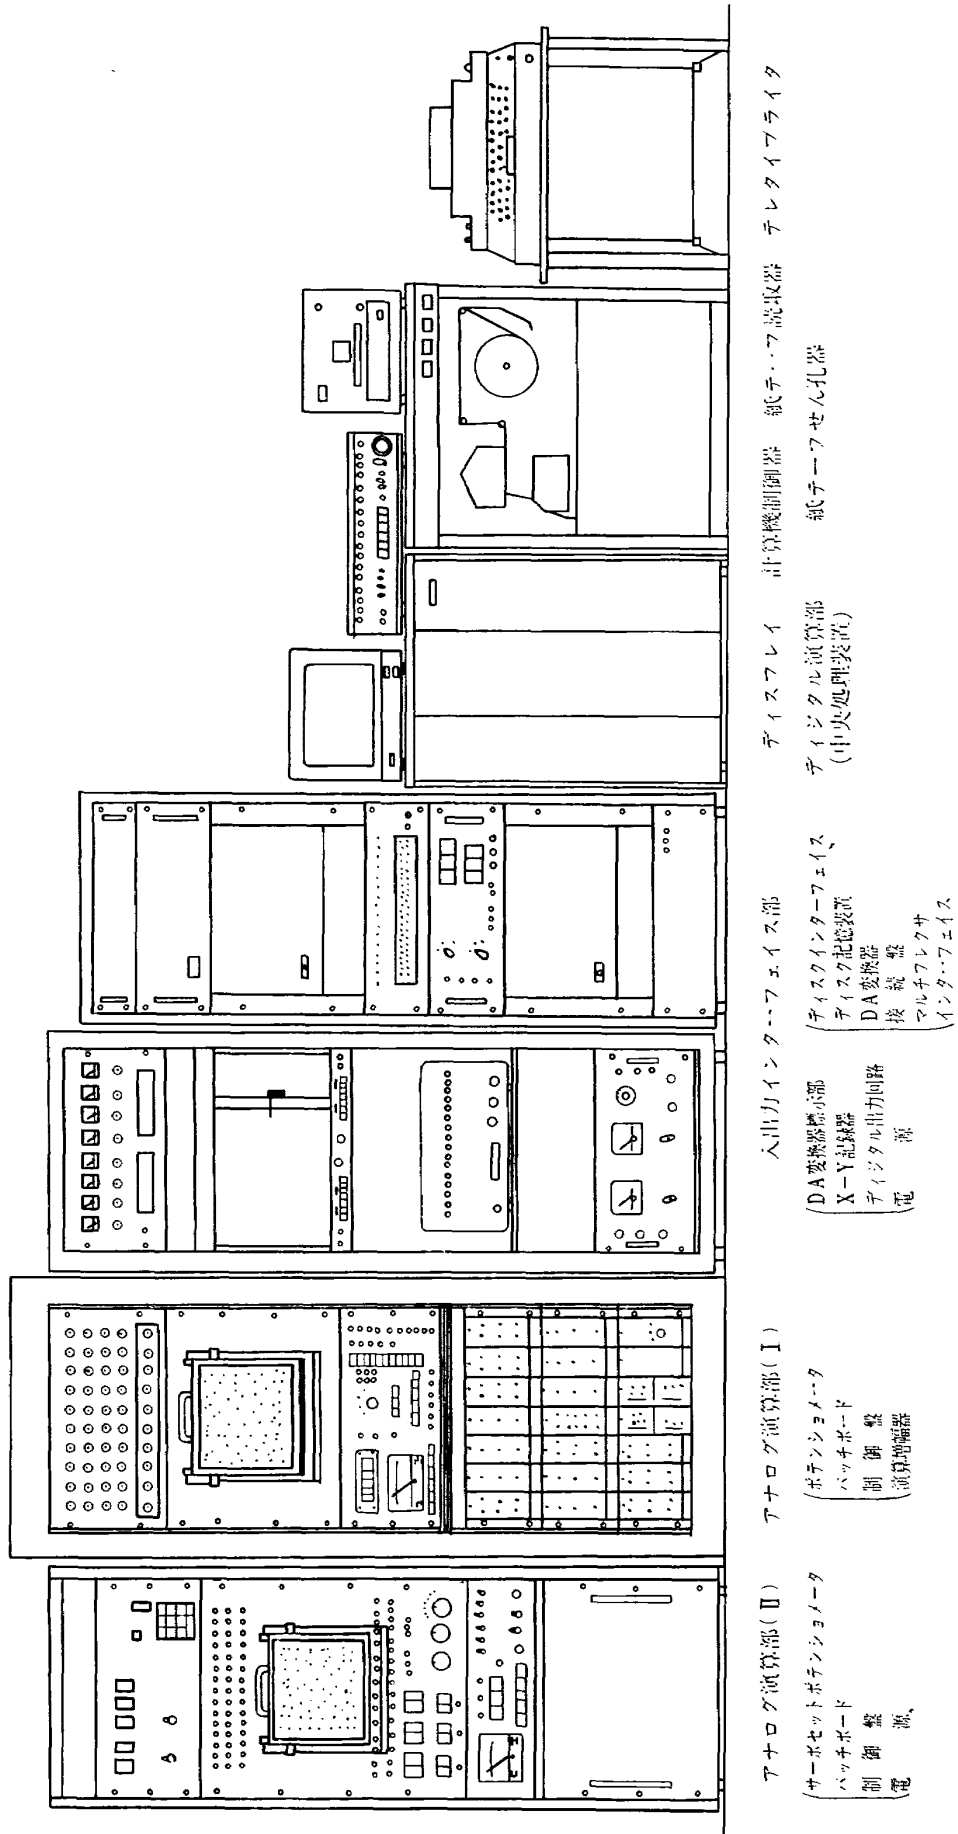 アナログ演算部(Ⅱ)
サーボセットポテンショメータ
パッチボード
制御盤
電源
アナログ演算部(Ⅰ)
ポテンショメータ
パッチボード
制御盤
演算増幅器
入出力インターフェイス部
DA変換器標示部
X-Y記録器
ディジタル出力回路
電源
ディスクインターフェイス
ディスク記憶装置
DA変換器
接続盤
マルチプレクサ
インターフェイス
ディスプレイ
ディジタル演算部
(中央処理装置)
計算機制御器
紙テープ読取器
紙テープせん孔器
テレタイプライタ